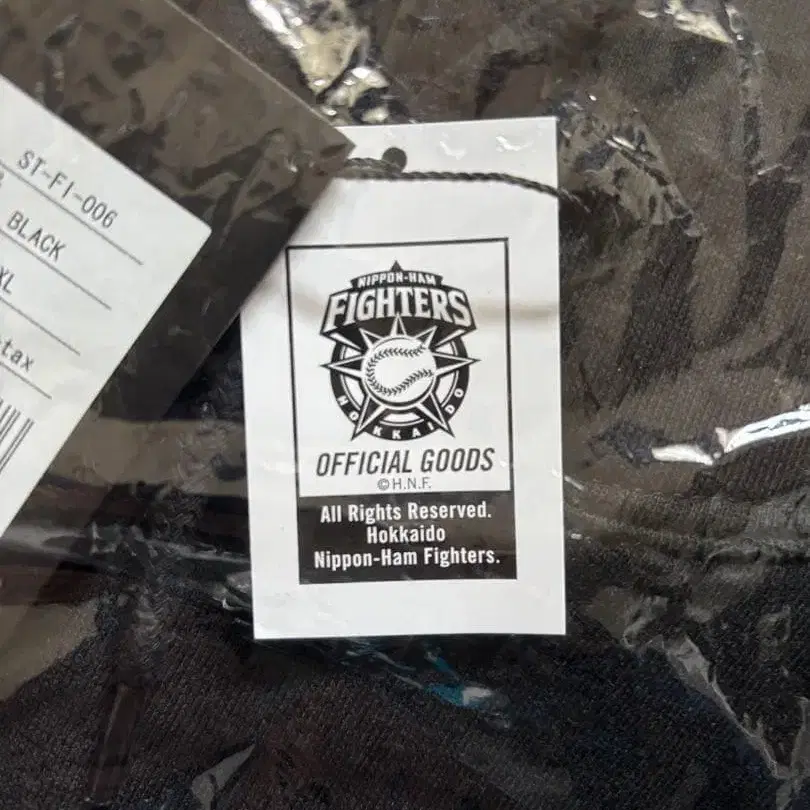 ST-FI-006
BLACK
XL
tax
NIPPON-HAM
FIGHTERS
HOKKAIDO
OFFICIAL GOODS
©H.N.F.
All Rights Reserved.
Hokkaido
Nippon-Ham Fighters.